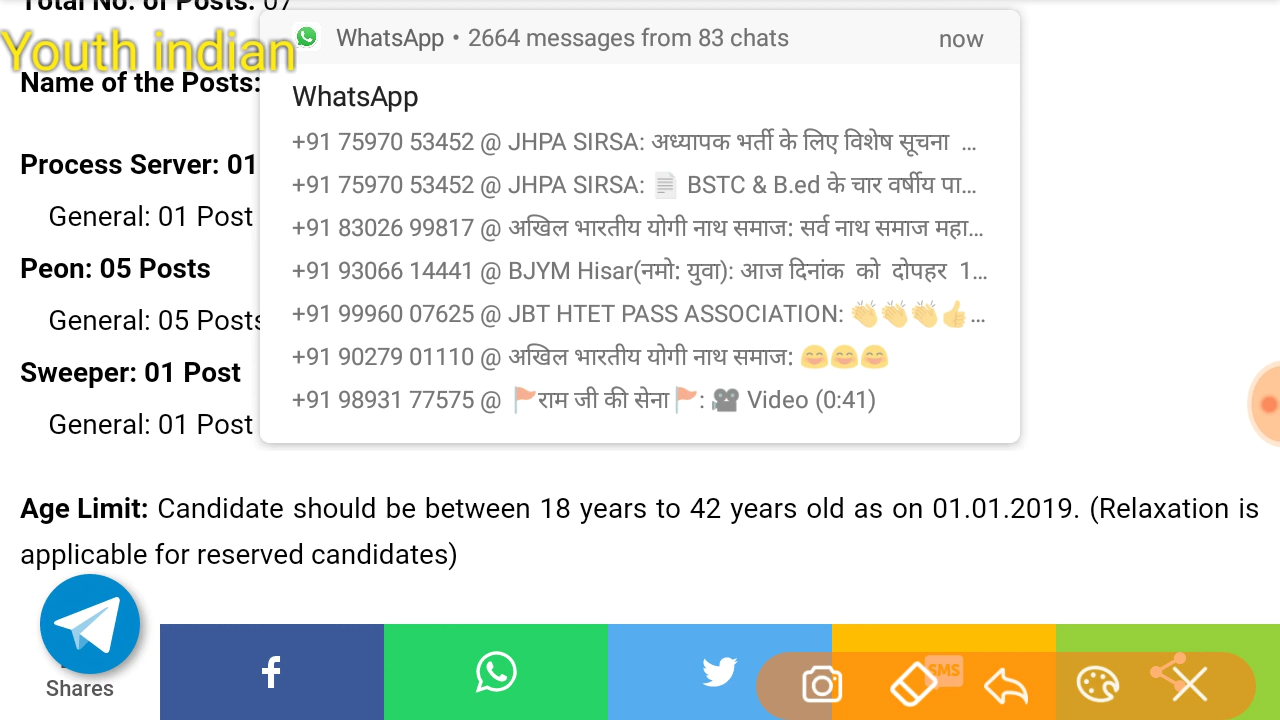 Total No. of Posts: 07
Youth indian
Name of the Posts:
Process Server: 01
General: 01 Post
Peon: 05 Posts
General: 05 Posts
Sweeper: 01 Post
General: 01 Post
WhatsApp • 2664 messages from 83 chats now
WhatsApp
+91 75970 53452 @ JHPA SIRSA: अध्यापक भर्ती के लिए विशेष सूचना ...
+91 75970 53452 @ JHPA SIRSA: 📄 BSTC & B.ed के चार वर्षीय पा...
+91 83026 99817 @ अखिल भारतीय योगी नाथ समाज: सर्व नाथ समाज महा...
+91 93066 14441 @ BJYM Hisar(नमो: युवा): आज दिनांक को दोपहर 1...
+91 99960 07625 @ JBT HTET PASS ASSOCIATION: 👏👏👏👍...
+91 90279 01110 @ अखिल भारतीय योगी नाथ समाज: 😊😊😊
+91 98931 77575 @ 🚩राम जी की सेना🚩: 🎥 Video (0:41)
Age Limit: Candidate should be between 18 years to 42 years old as on 01.01.2019. (Relaxation is
applicable for reserved candidates)
Shares
SMS